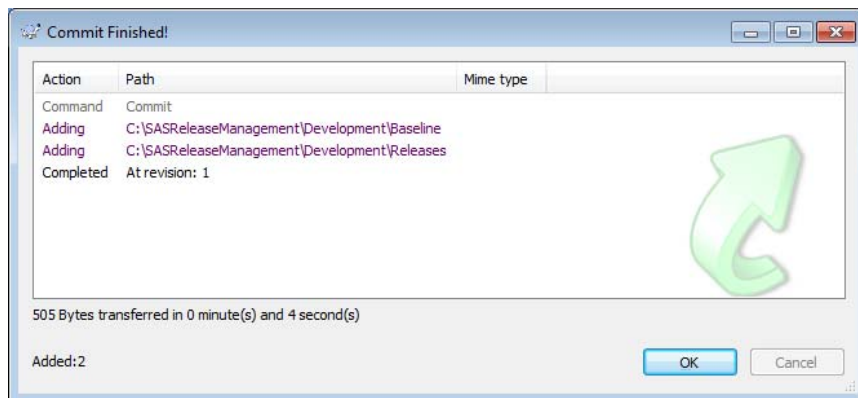 Commit Finished!
Action Path Mime type
Command Commit
Adding C:\SASReleaseManagement\Development\Baseline
Adding C:\SASReleaseManagement\Development\Releases
Completed At revision: 1
505 Bytes transferred in 0 minute(s) and 4 second(s)
Added:2
OK Cancel